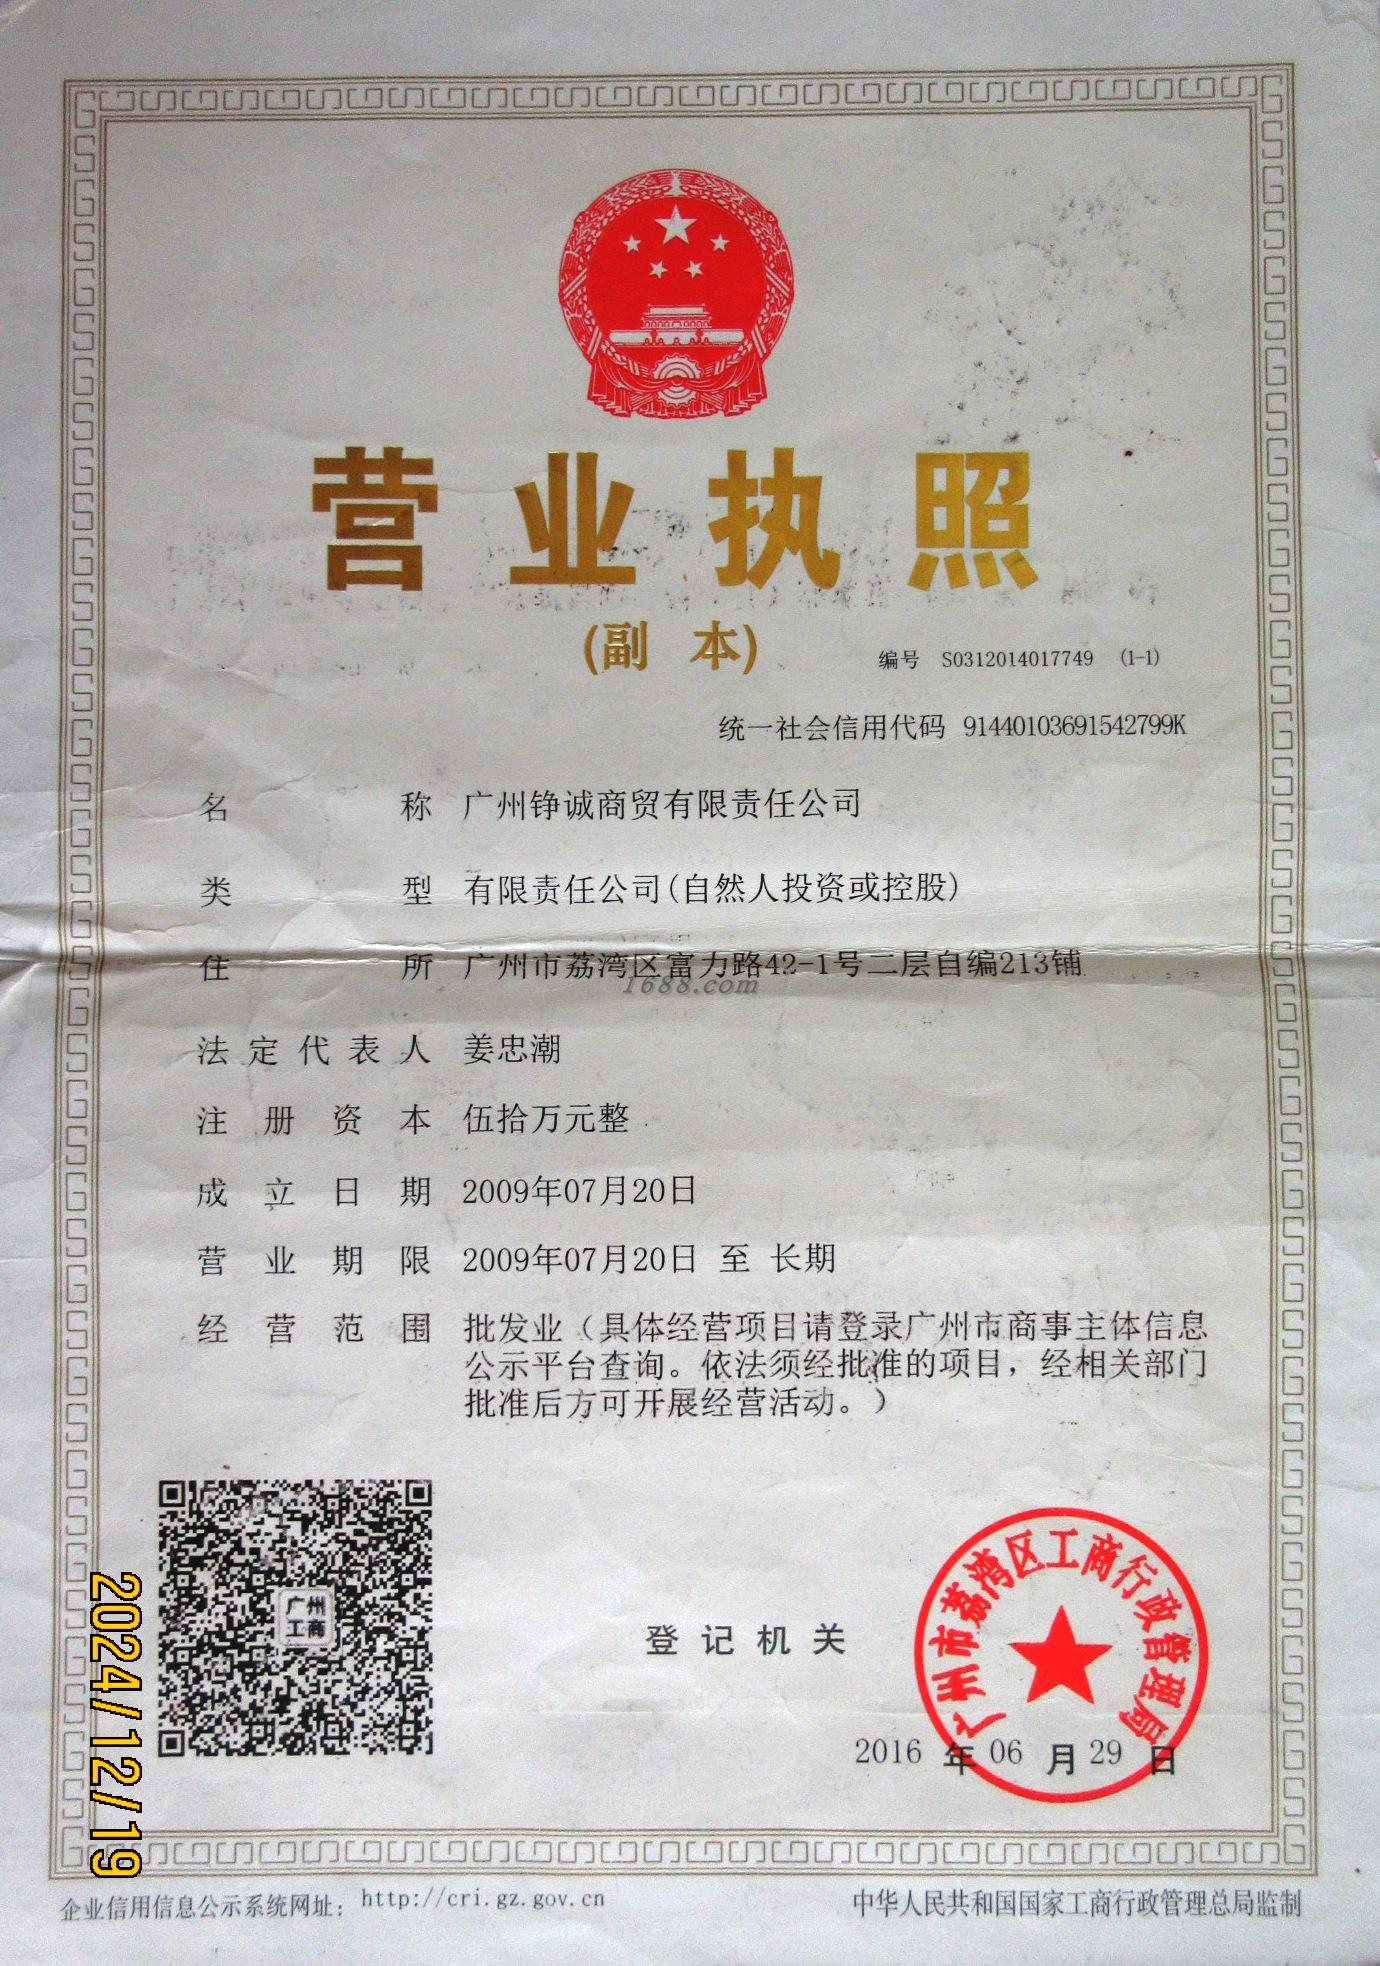 营业执照
(副 本)
编号 S0312014017749 (1-1)
统一社会信用代码 91440103691542799K
名称 广州铮诚商贸有限责任公司
类型 有限责任公司(自然人投资或控股)
住所 广州市荔湾区富力路42-1号二层自编213铺
1688.com
法定代表人 姜忠潮
注册资本 伍拾万元整
成立日期 2009年07月20日
营业期限 2009年07月20日 至 长期
经营范围 批发业（具体经营项目请登录广州市商事主体信息
公示平台查询。依法须经批准的项目，经相关部门
批准后方可开展经营活动。）
广州
工商
登记机关
广州市荔湾区工商行政管理局
2016 年 06 月 29 日
2024/12/19
企业信用信息公示系统网址： http://cri.gz.gov.cn
中华人民共和国国家工商行政管理总局监制